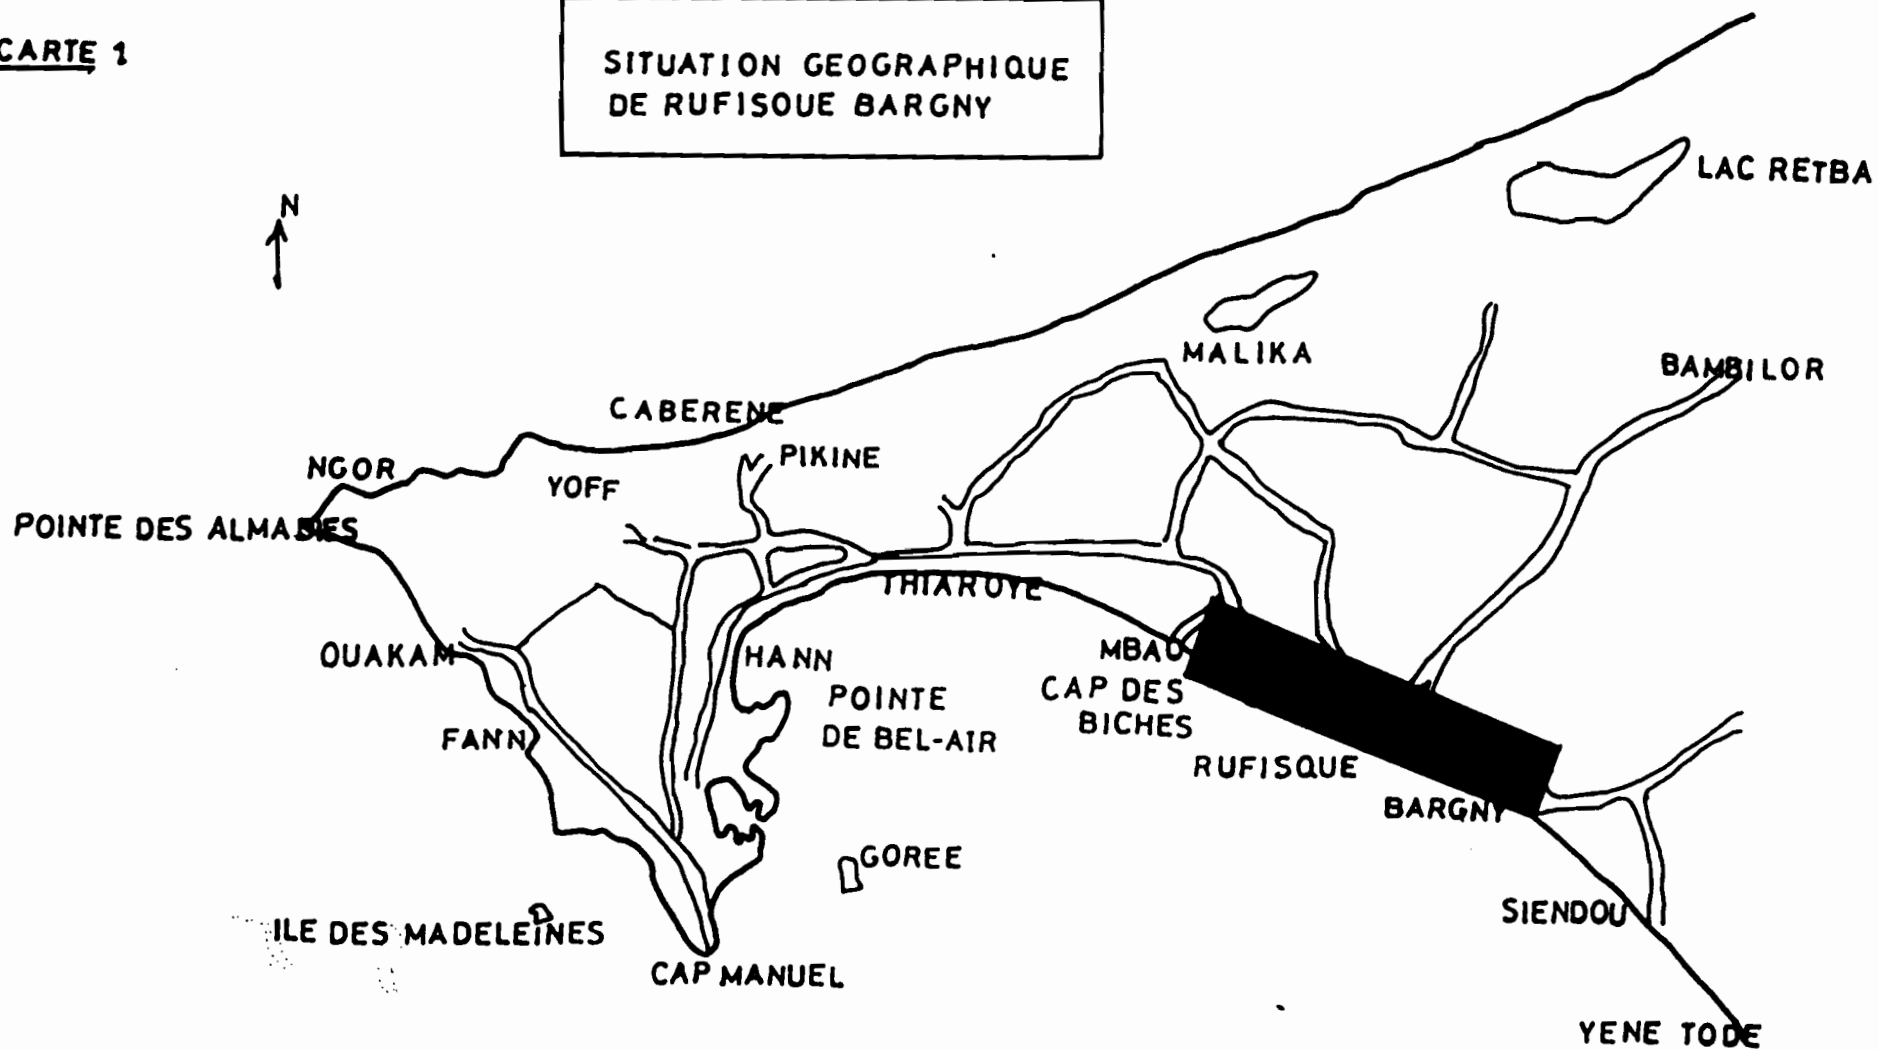 CARTE 1
SITUATION GEOGRAPHIQUE
DE RUFISOUE BARGNY
N
LAC RETBA
MALIKA
BAMBILOR
CABERENE
PIKINE
NGOR
YOFF
POINTE DES ALMADIES
THIAROYE
OUAKAM
HANN
MBAO
POINTE
DE BEL-AIR
CAP DES
BICHES
FANN
RUFISQUE
BARGNY
GOREE
SIENDOU
ILE DES MADELEINES
CAP MANUEL
YENE TODE